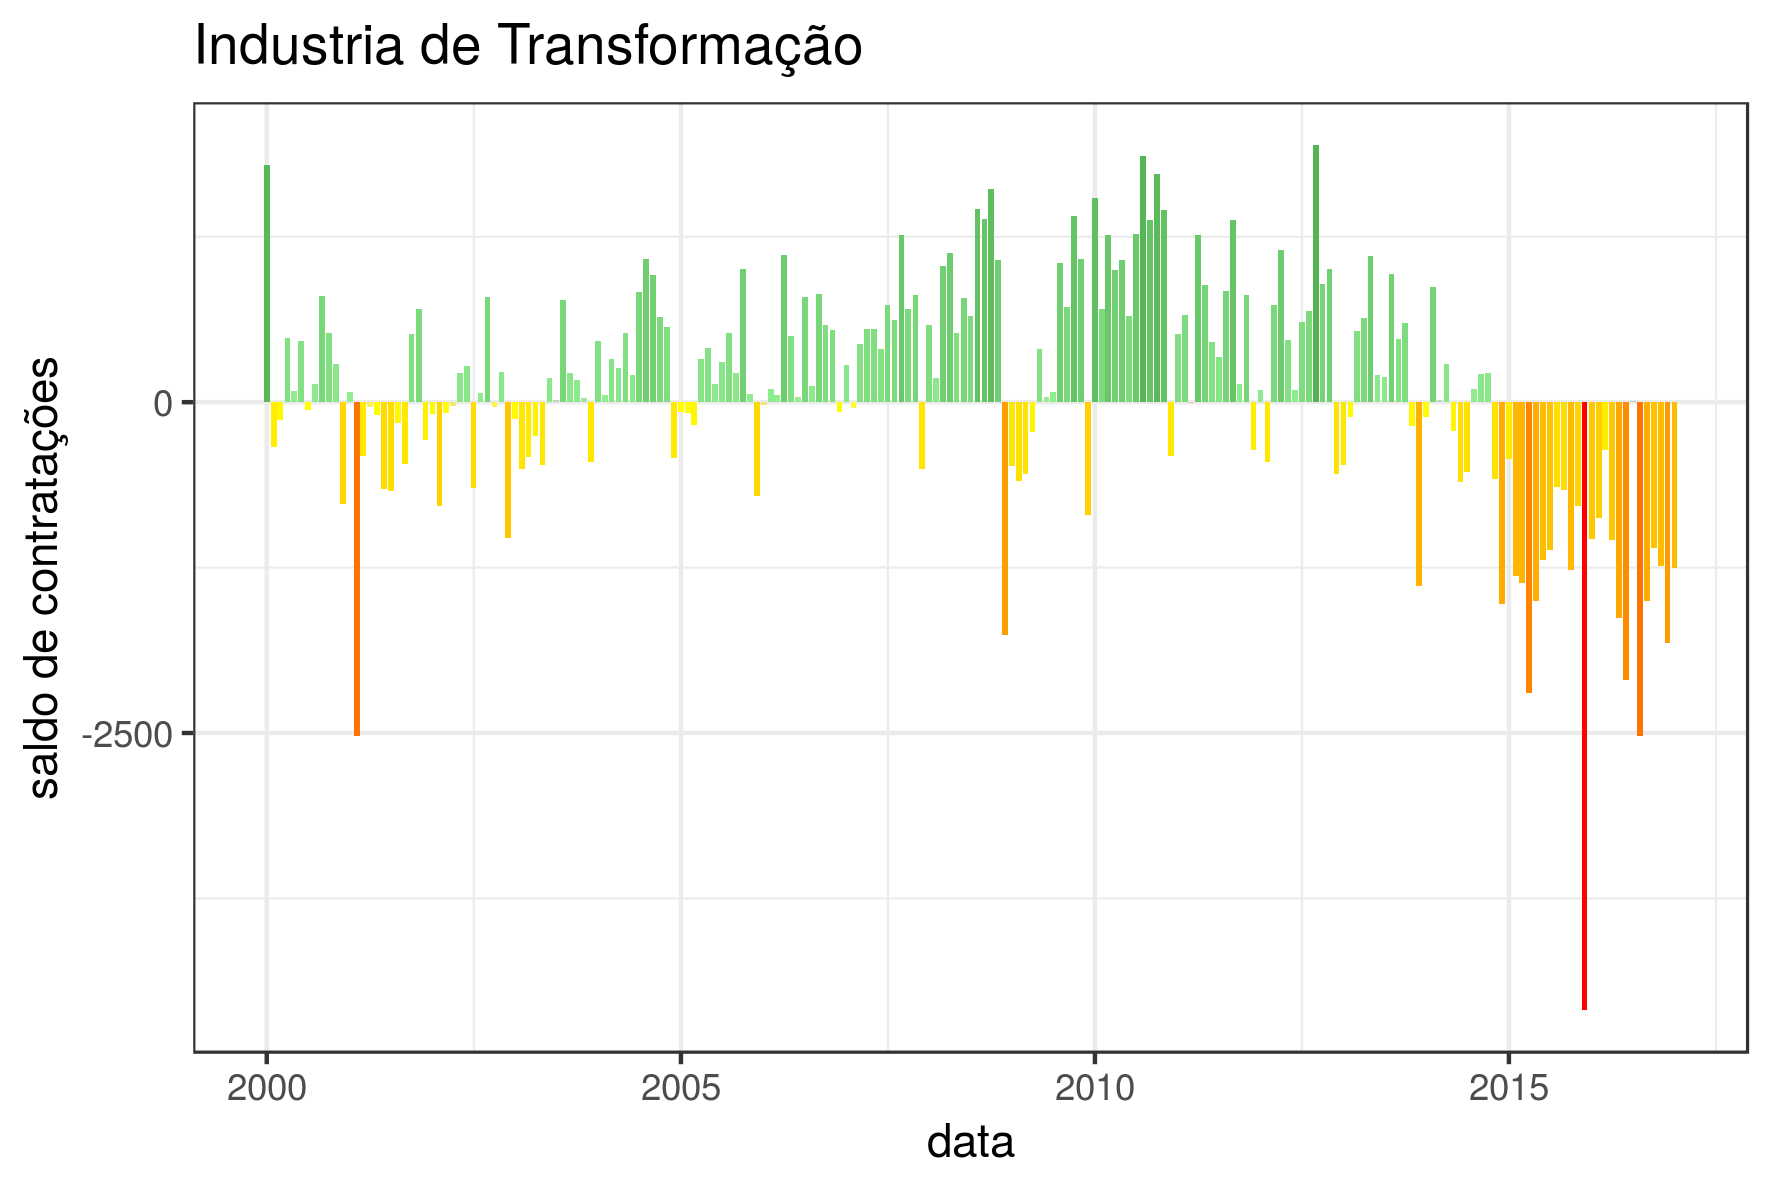 Industria de Transformação
saldo de contratações
0
-2500
2000
2005
2010
2015
data